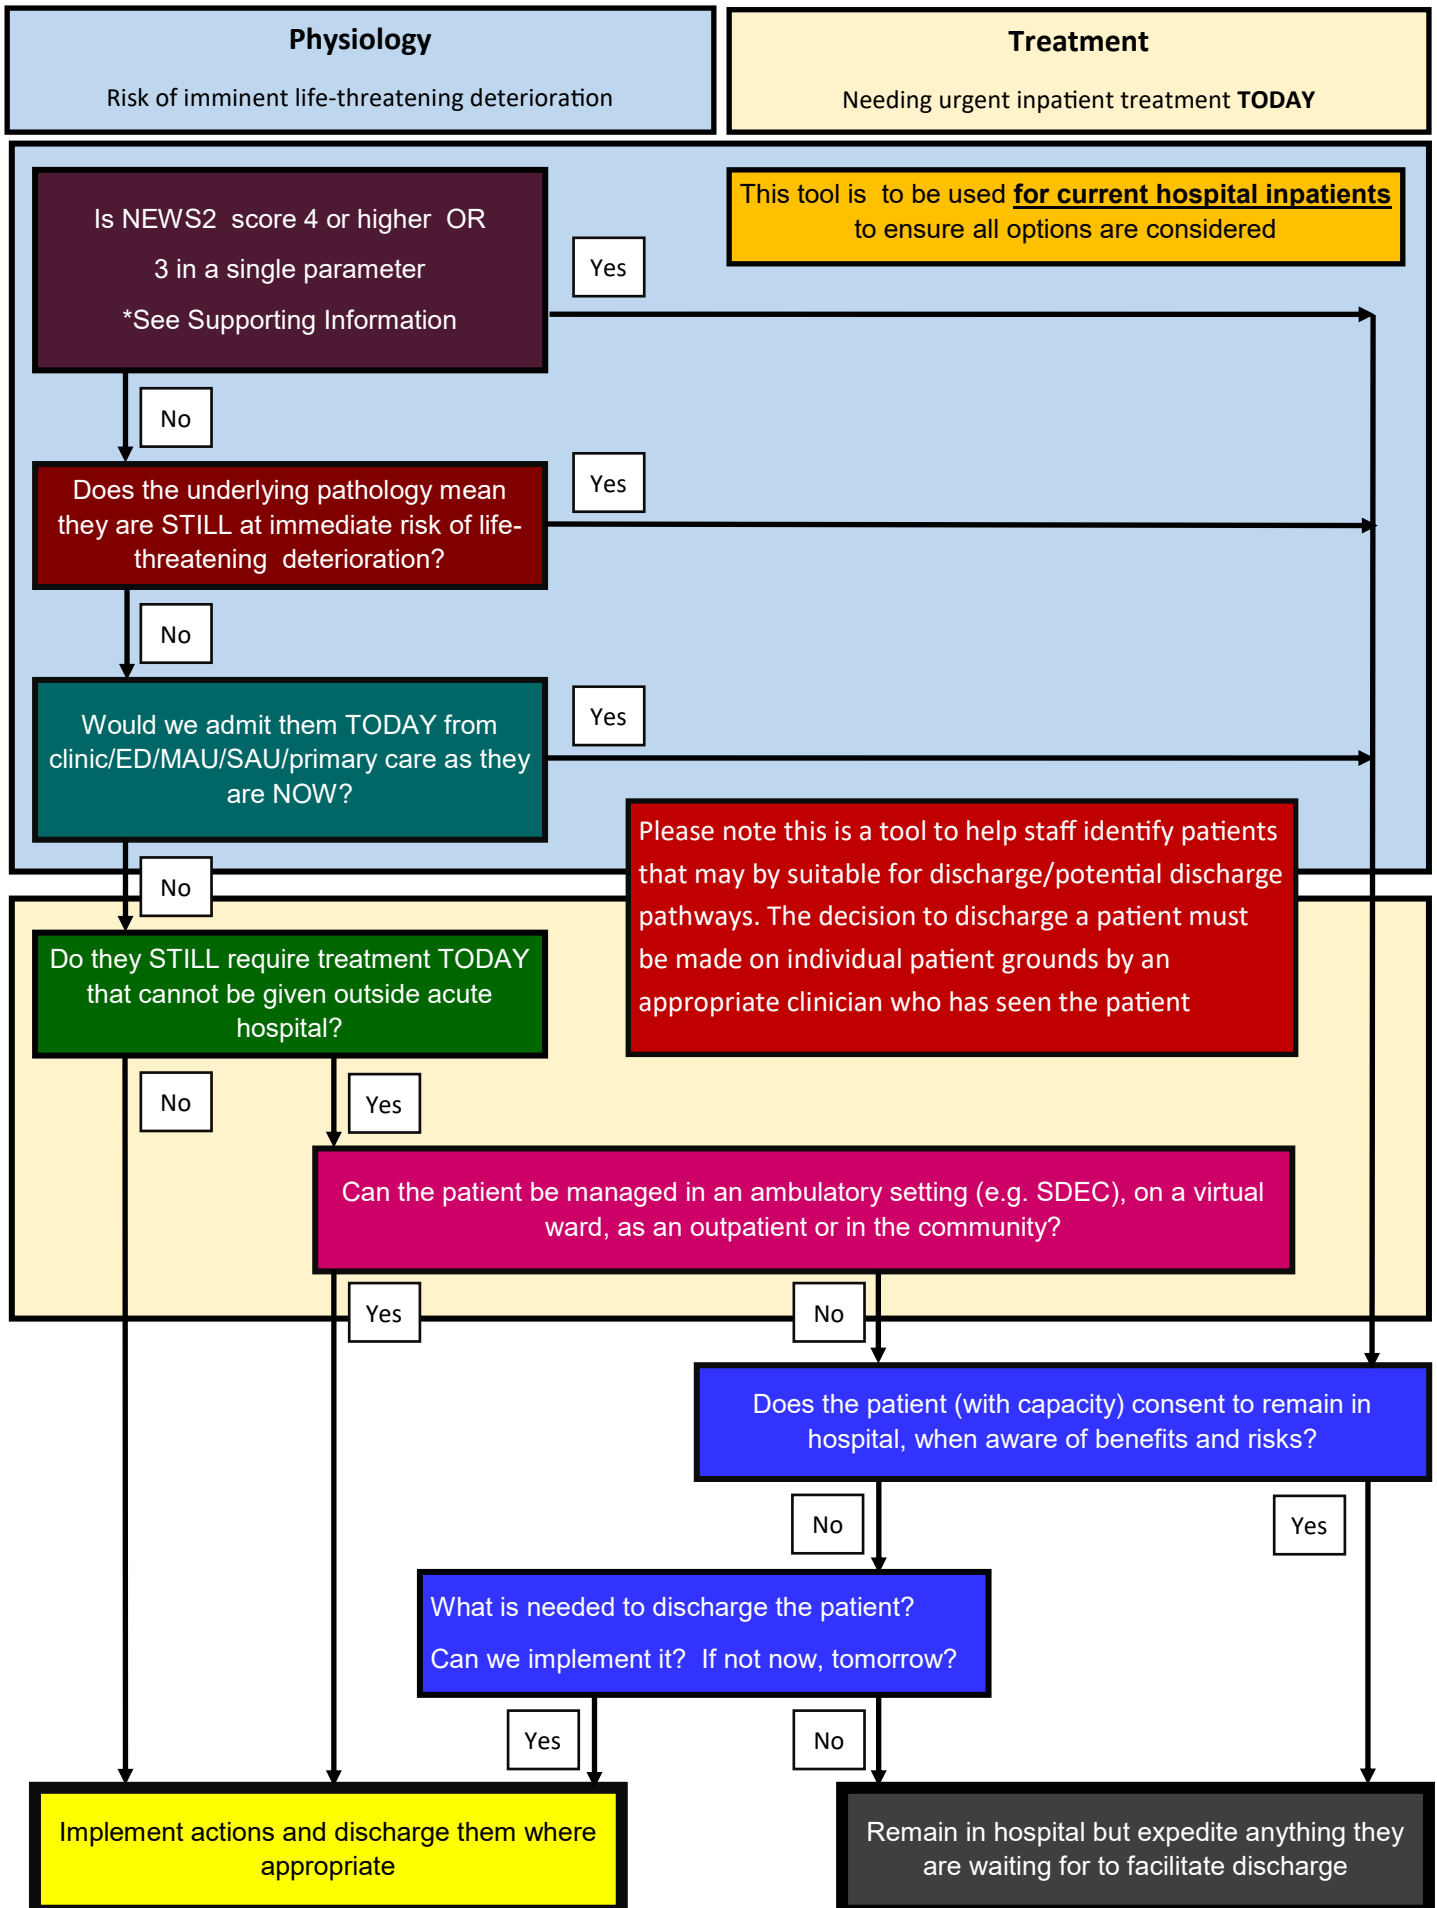 Physiology
Risk of imminent life-threatening deterioration
Treatment
Needing urgent inpatient treatment TODAY
Is NEWS2 score 4 or higher OR
3 in a single parameter
*See Supporting Information
Yes
This tool is to be used for current hospital inpatients
to ensure all options are considered
No
Does the underlying pathology mean
they are STILL at immediate risk of life-
threatening deterioration?
Yes
No
Would we admit them TODAY from
clinic/ED/MAU/SAU/primary care as they
are NOW?
Yes
No
Please note this is a tool to help staff identify patients
that may by suitable for discharge/potential discharge
pathways. The decision to discharge a patient must
be made on individual patient grounds by an
appropriate clinician who has seen the patient
Do they STILL require treatment TODAY
that cannot be given outside acute
hospital?
No
Yes
Can the patient be managed in an ambulatory setting (e.g. SDEC), on a virtual
ward, as an outpatient or in the community?
Yes
No
Does the patient (with capacity) consent to remain in
hospital, when aware of benefits and risks?
No
Yes
What is needed to discharge the patient?
Can we implement it? If not now, tomorrow?
Yes
No
Implement actions and discharge them where
appropriate
Remain in hospital but expedite anything they
are waiting for to facilitate discharge